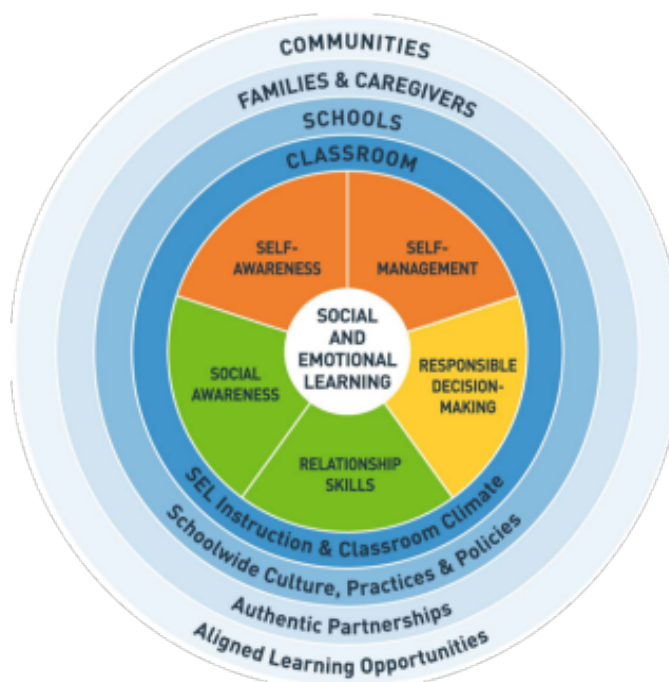 COMMUNITIES
FAMILIES & CAREGIVERS
SCHOOLS
CLASSROOM
SELF-
AWARENESS
SELF-
MANAGEMENT
SOCIAL
AND
EMOTIONAL
LEARNING
SOCIAL
AWARENESS
RESPONSIBLE
DECISION-
MAKING
RELATIONSHIP
SKILLS
SEL Instruction & Classroom Climate
Schoolwide Culture, Practices & Policies
Authentic Partnerships
Aligned Learning Opportunities